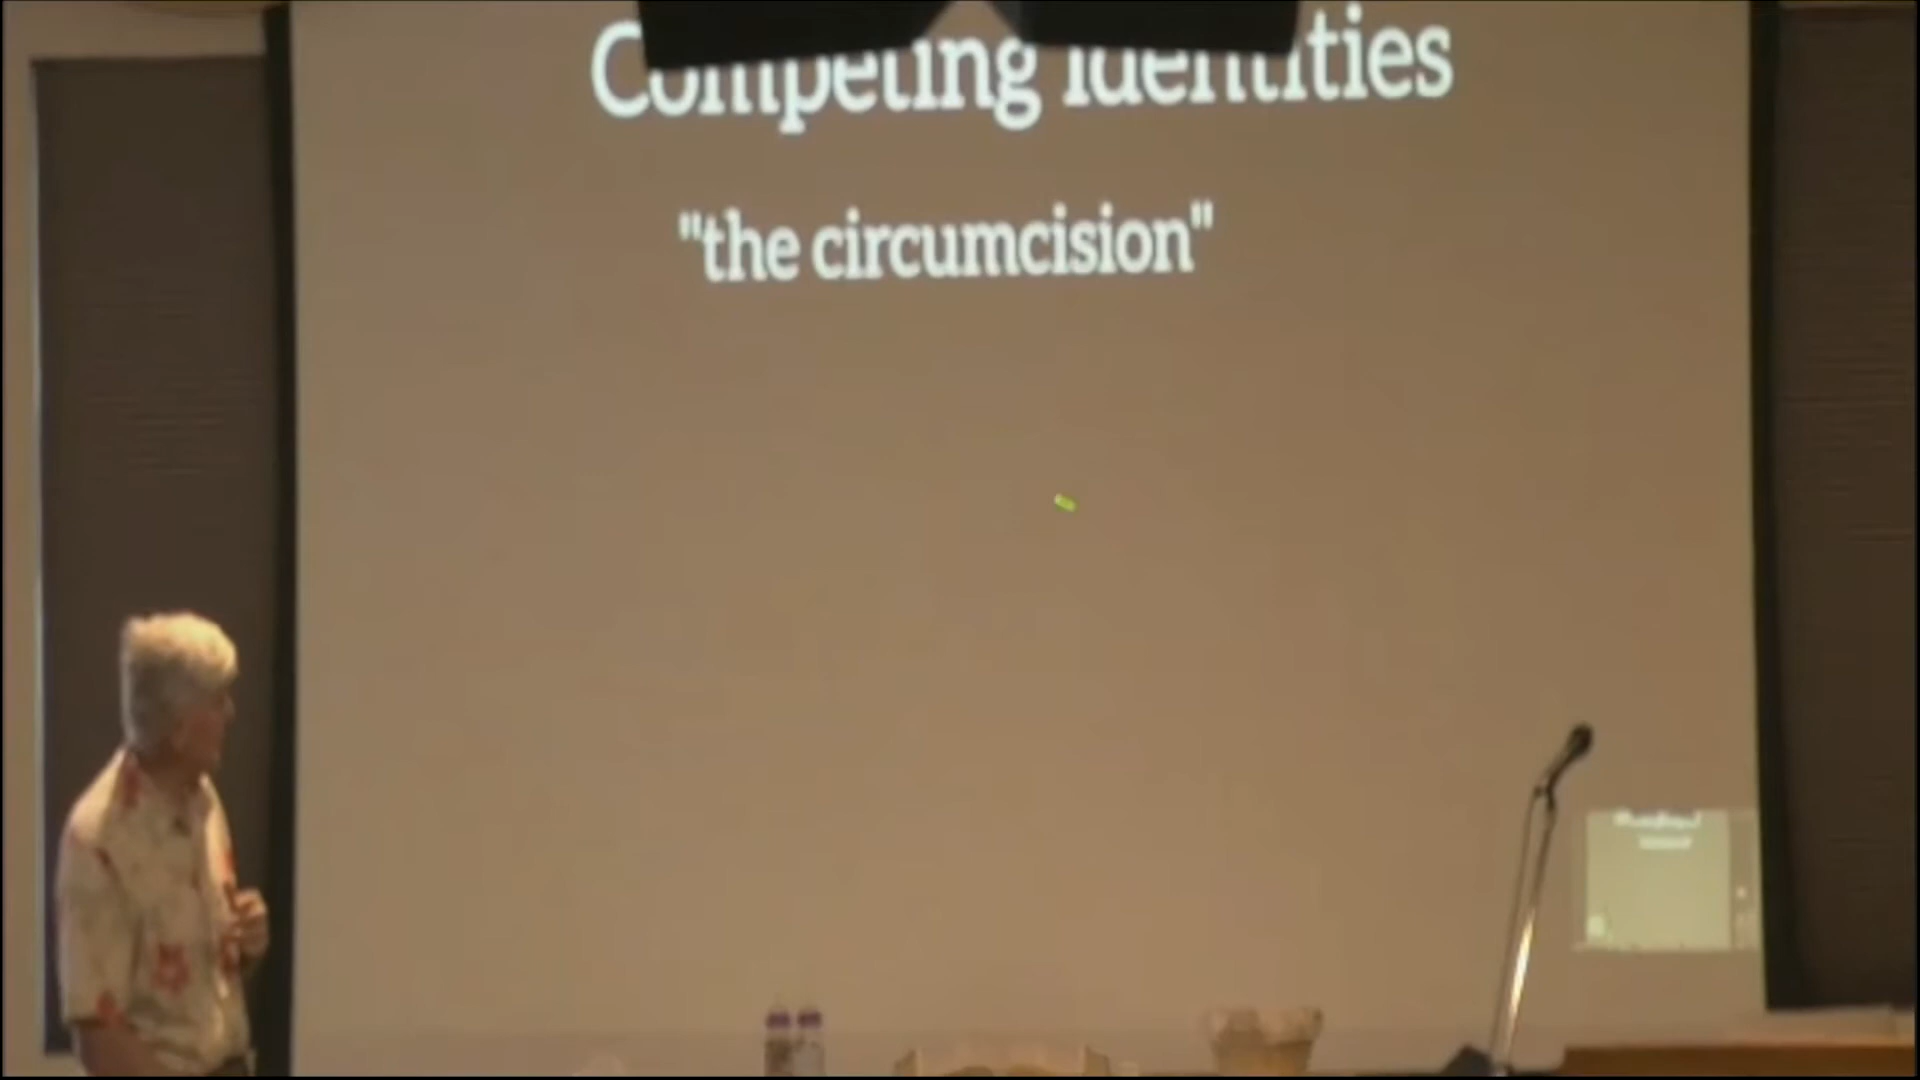 Competing Identities
"the circumcision"